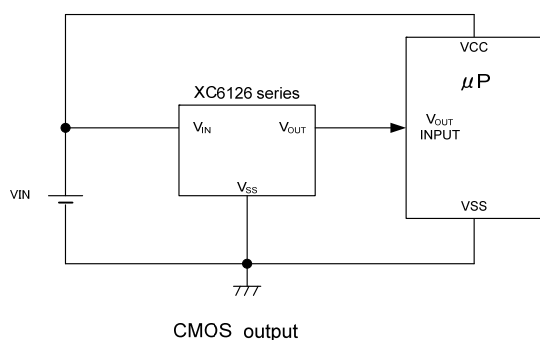 VCC
μP
XC6126 series
VIN
VOUT
VOUT
INPUT
VSS
VIN
VSS
CMOS output